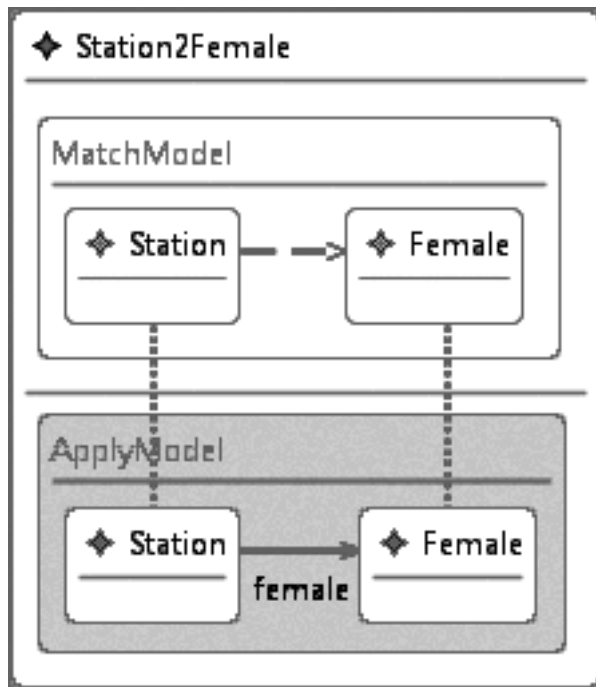 Station2Female
MatchModel
Station
Female
ApplyModel
Station
Female
female